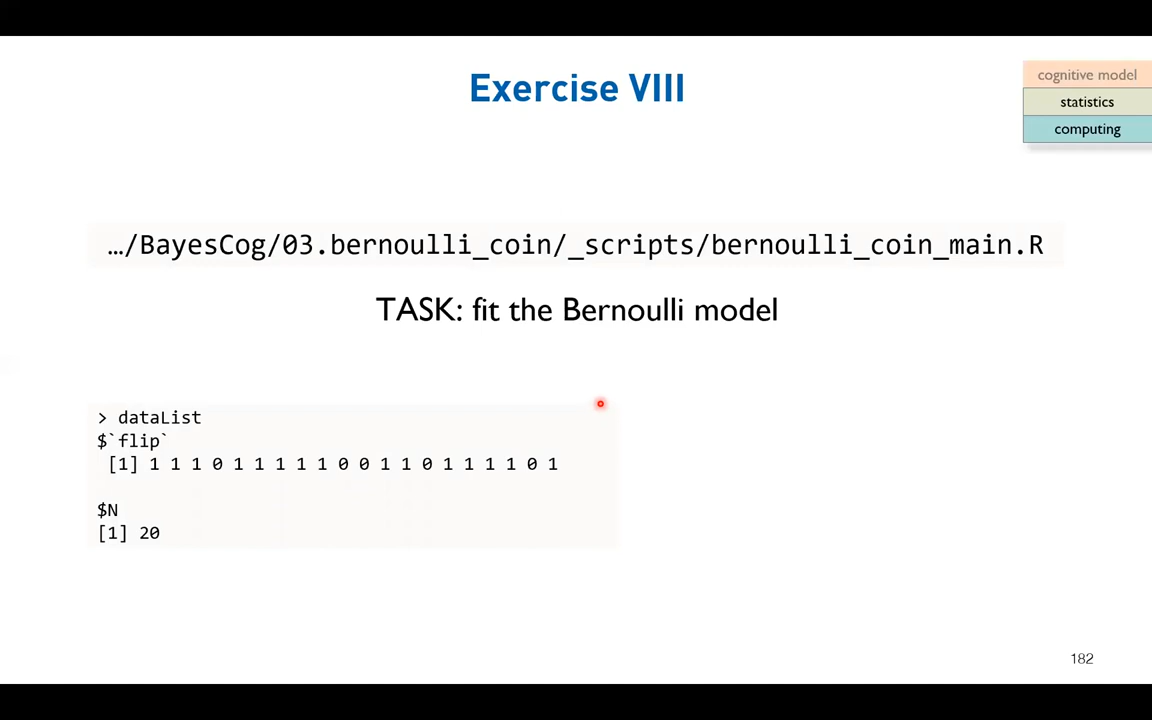 Exercise VIII
cognitive model
statistics
computing
…/BayesCog/03.bernoulli_coin/_scripts/bernoulli_coin_main.R
TASK: fit the Bernoulli model
> dataList
$`flip`
[1] 1 1 1 0 1 1 1 1 1 0 0 1 1 0 1 1 1 1 0 1
$N
[1] 20
182